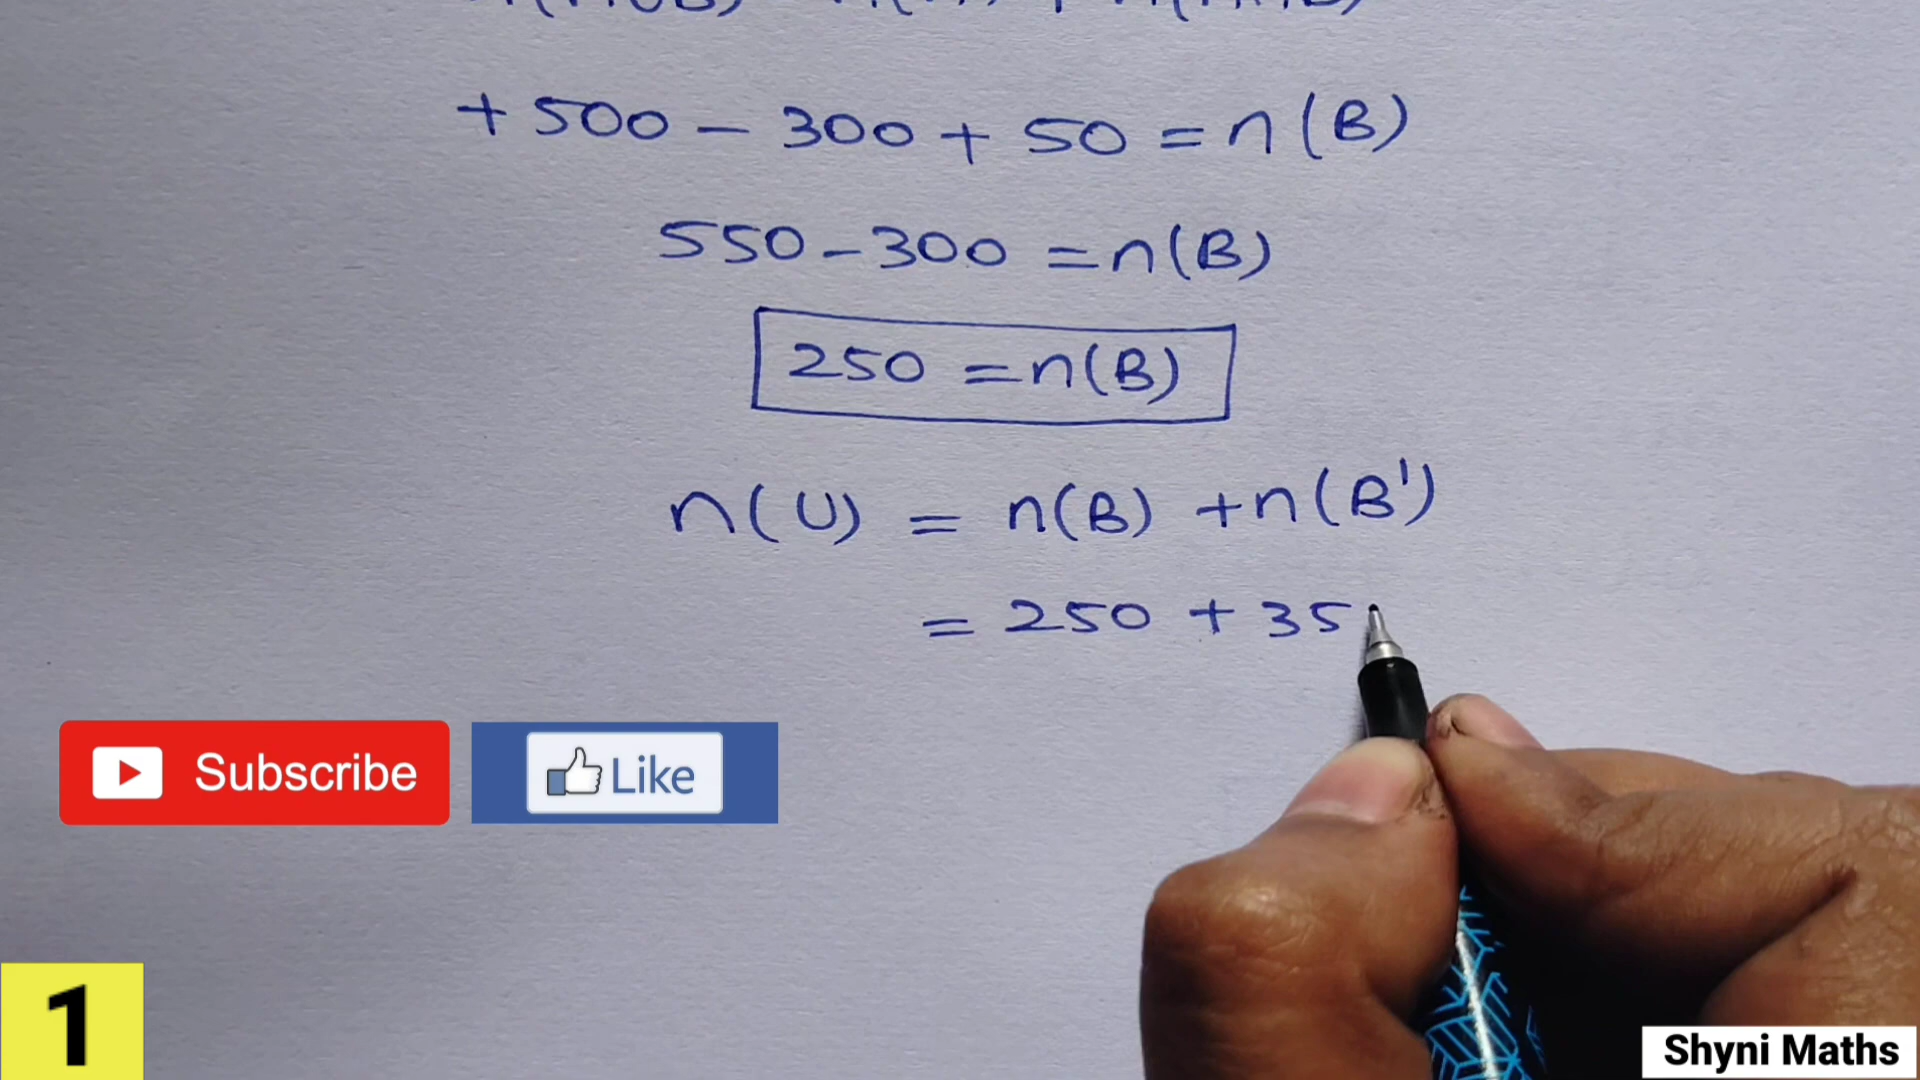 + 500 - 300 + 50 = n(B)
550 - 300 = n(B)
250 = n(B)
n(U) = n(B) + n(B')
= 250 + 35
Subscribe
Like
1
Shyni Maths